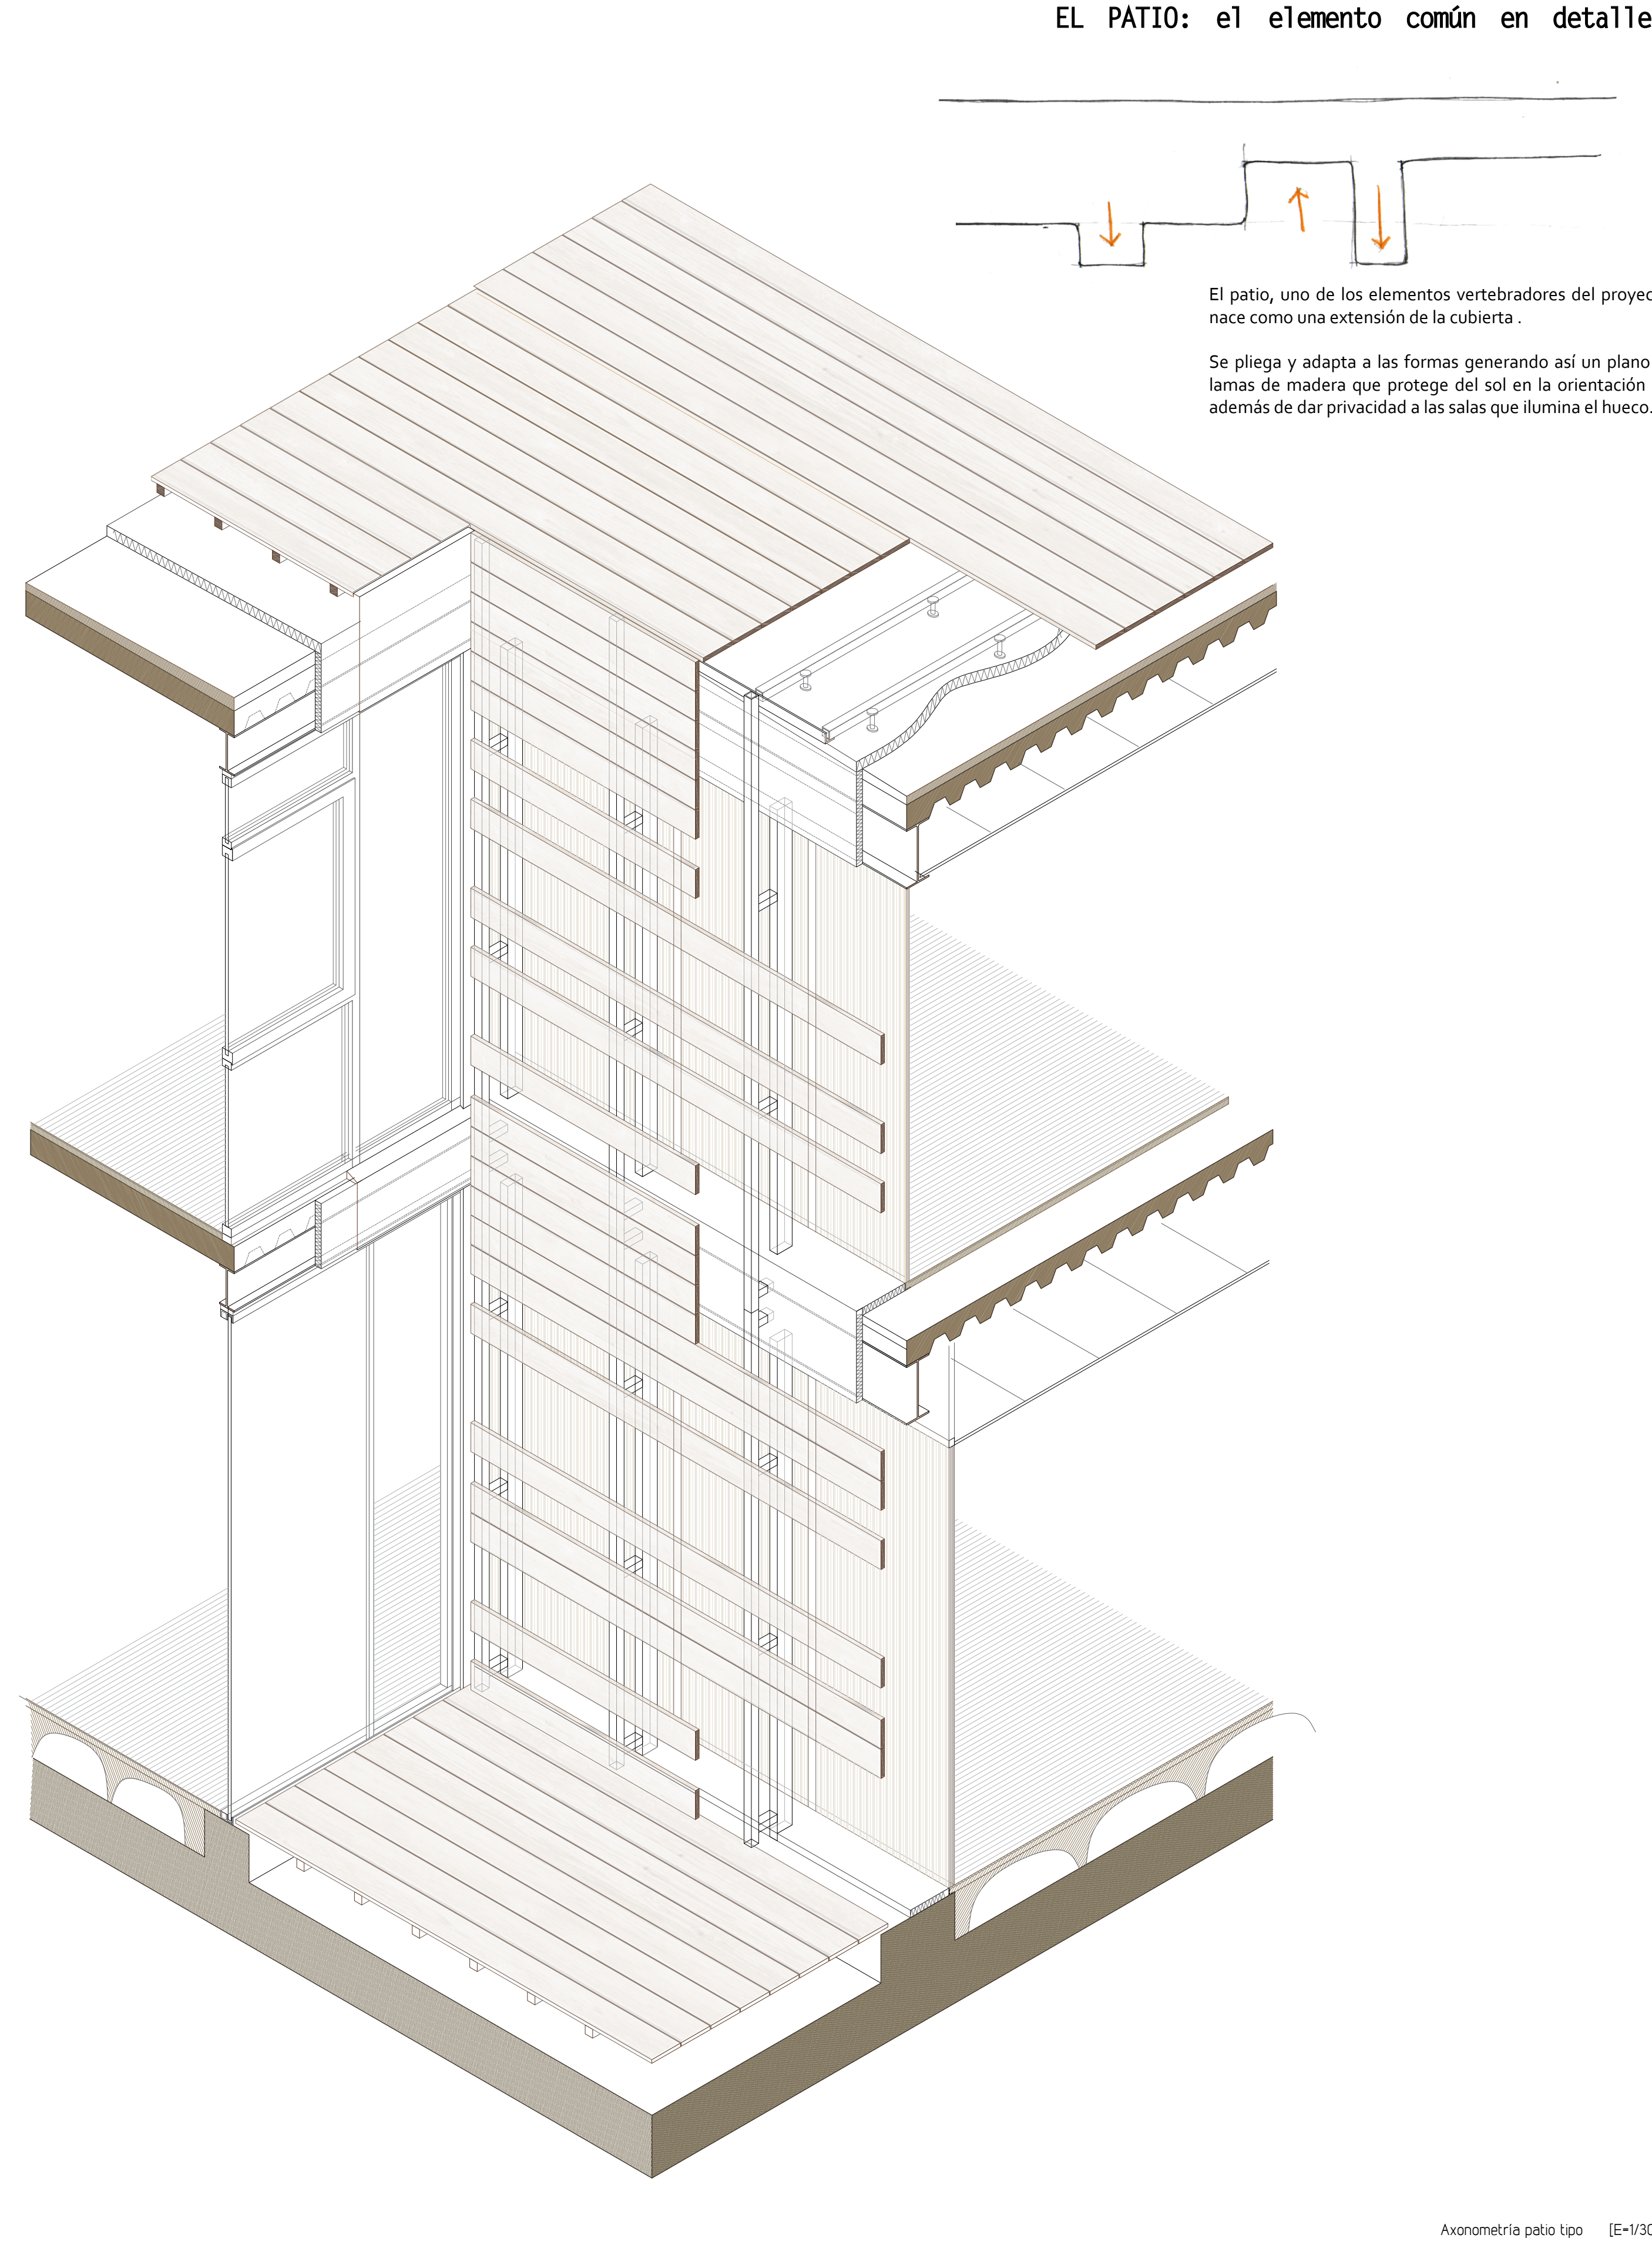 EL PATIO: el elemento común en detalle
El patio, uno de los elementos vertebradores del proyec
nace como una extensión de la cubierta .
Se pliega y adapta a las formas generando así un plano
lamas de madera que protege del sol en la orientación
además de dar privacidad a las salas que ilumina el hueco.
Axonometría patio tipo [E=1/30